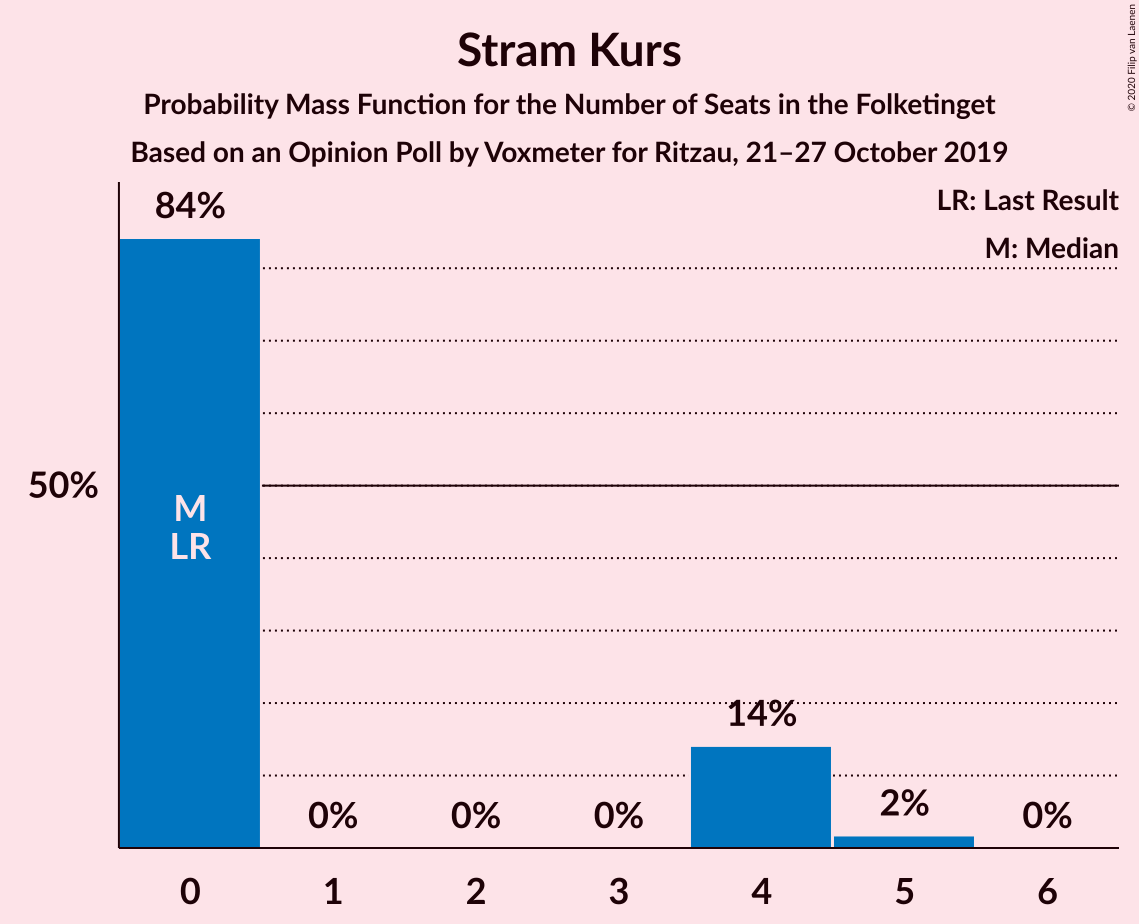 Stram Kurs
Probability Mass Function for the Number of Seats in the Folketinget
Based on an Opinion Poll by Voxmeter for Ritzau, 21–27 October 2019
© 2020 Filip van Laenen
LR: Last Result
M: Median
84%
50%
M
LR
0%
0%
0%
14%
2%
0%
0
1
2
3
4
5
6